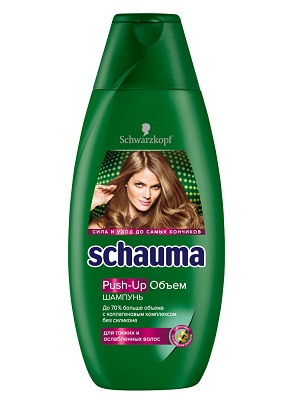 Schwarzkopf
СИЛА И УХОД ДО САМЫХ КОНЧИКОВ
schauma
Push-Up Объем
ШАМПУНЬ
До 70% больше объема
с коллагеновым комплексом
без силикона
для тонких и
ослабленных волос